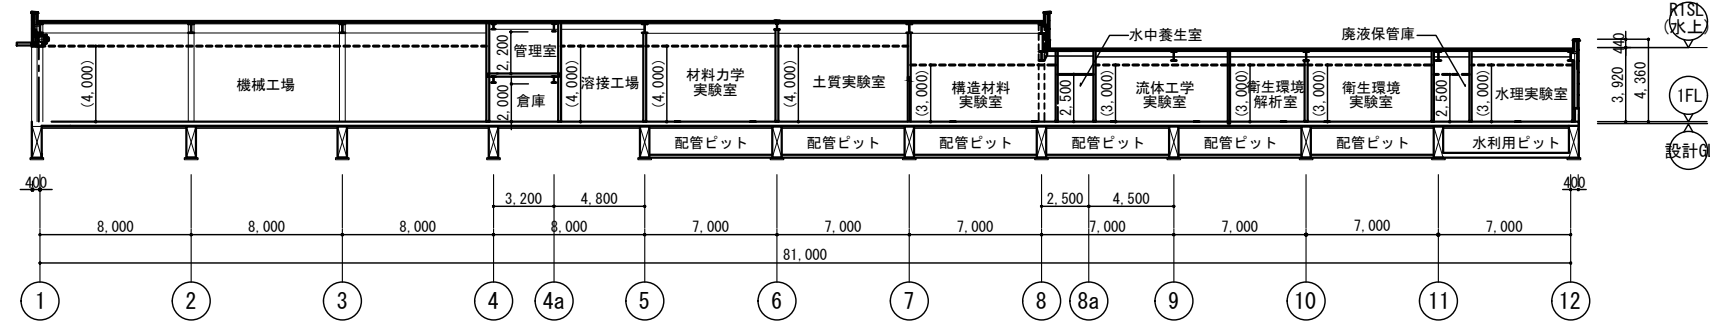 R1SL
(水上)
水中養生室
廃液保管庫
2,200
管理室
440
(4,000)
機械工場
2,000
倉庫
(4,000)
溶接工場
(4,000)
材料力学
実験室
(4,000)
土質実験室
(3,000)
構造材料
実験室
2,500
(3,000)
流体工学
実験室
(3,000)
衛生環境
解析室
(3,000)
衛生環境
実験室
2,500
(3,000)
水理実験室
3,920
4,360
1FL
配管ピット
配管ピット
配管ピット
配管ピット
配管ピット
配管ピット
水利用ピット
設計GL
400
400
3,200
4,800
2,500
4,500
8,000
8,000
8,000
8,000
7,000
7,000
7,000
7,000
7,000
7,000
7,000
81,000
1
2
3
4
4a
5
6
7
8
8a
9
10
11
12